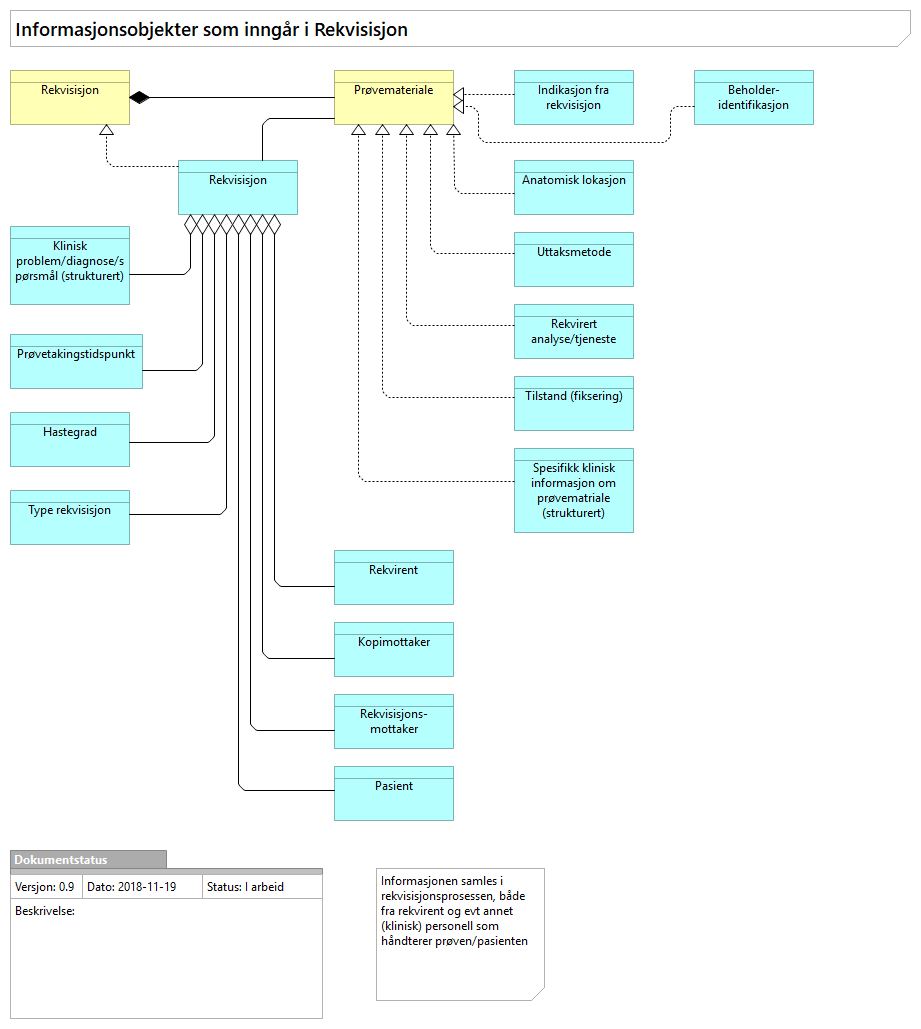 Informasjonsobjekter som inngår i Rekvisisjon
Rekvisisjon
Prøvemateriale
Indikasjon fra
rekvisisjon
Beholder-
identifikasjon
Rekvisisjon
Anatomisk lokasjon
Klinisk
problem/diagnose/s
pørsmål (strukturert)
Uttaksmetode
Rekvirert
analyse/tjeneste
Prøvetakingstidspunkt
Tilstand (fiksering)
Hastegrad
Spesifikk klinisk
informasjon om
prøvematriale
(strukturert)
Type rekvisisjon
Rekvirent
Kopimottaker
Rekvisisjons-
mottaker
Pasient
Dokumentstatus
Versjon: 0.9
Dato: 2018-11-19
Status: I arbeid
Beskrivelse:
Informasjonen samles i
rekvisisjonsprosessen, både
fra rekvirent og evt annet
(klinisk) personell som
håndterer prøven/pasienten